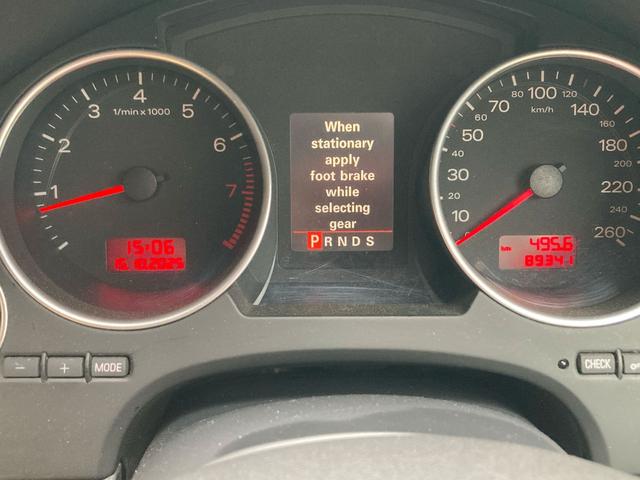 1
2
3
4
5
6
7
1/min x 1000
15:06
15.10.2025
When
stationary
apply
foot brake
while
selecting
gear
P R N D S
10
20
30
40
50
60
70
80
100
120
140
160
180
200
220
240
260
km/h
km 495.6
89341
− + MODE
CHECK